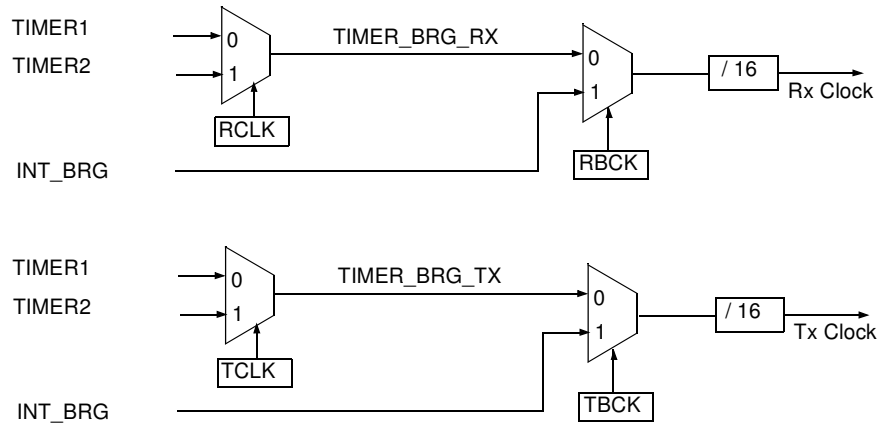 TIMER1
0
TIMER_BRG_RX
TIMER2
1
0
/ 16
1
Rx Clock
RCLK
RBCK
INT_BRG
TIMER1
0
TIMER_BRG_TX
TIMER2
1
0
/ 16
1
Tx Clock
TCLK
TBCK
INT_BRG